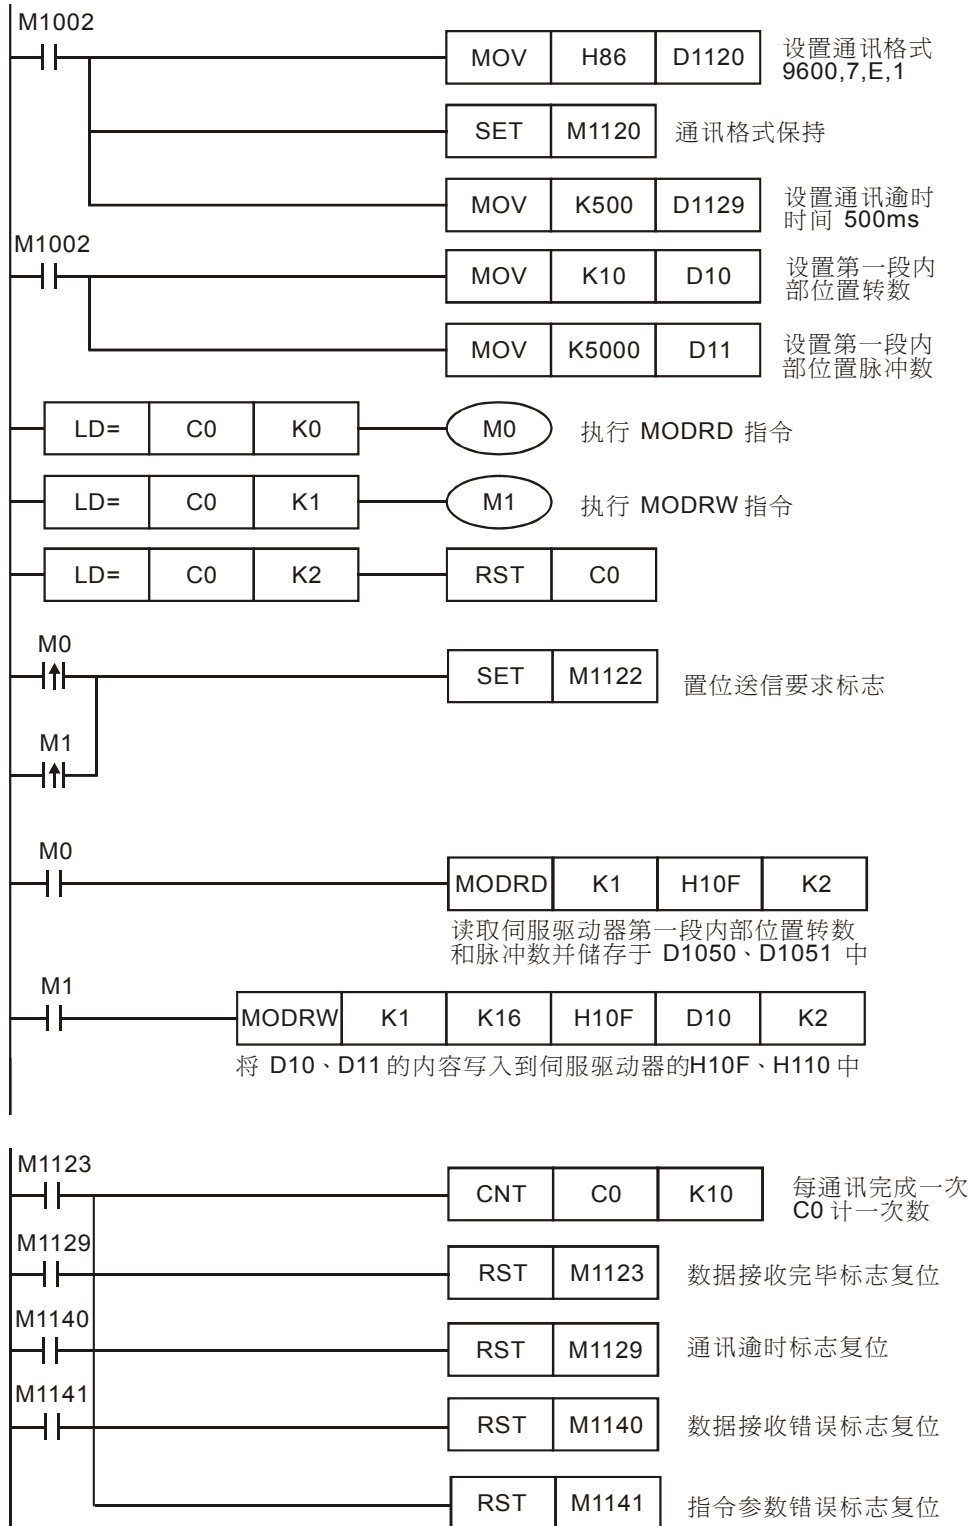 M1002
MOV H86 D1120 设置通讯格式
9600,7,E,1
SET M1120 通讯格式保持
MOV K500 D1129 设置通讯逾时
时间 500ms
M1002
MOV K10 D10 设置第一段内
部位置转数
MOV K5000 D11 设置第一段内
部位置脉冲数
LD= C0 K0 M0 执行 MODRD 指令
LD= C0 K1 M1 执行 MODRW 指令
LD= C0 K2 RST C0
M0
SET M1122 置位送信要求标志
M1
M0
MODRD K1 H10F K2
读取伺服驱动器第一段内部位置转数
和脉冲数并储存于 D1050、D1051 中
M1
MODRW K1 K16 H10F D10 K2
将 D10、D11 的内容写入到伺服驱动器的H10F、H110 中
M1123
CNT C0 K10 每通讯完成一次
C0 计一次数
M1129
RST M1123 数据接收完毕标志复位
M1140
RST M1129 通讯逾时标志复位
M1141
RST M1140 数据接收错误标志复位
RST M1141 指令参数错误标志复位